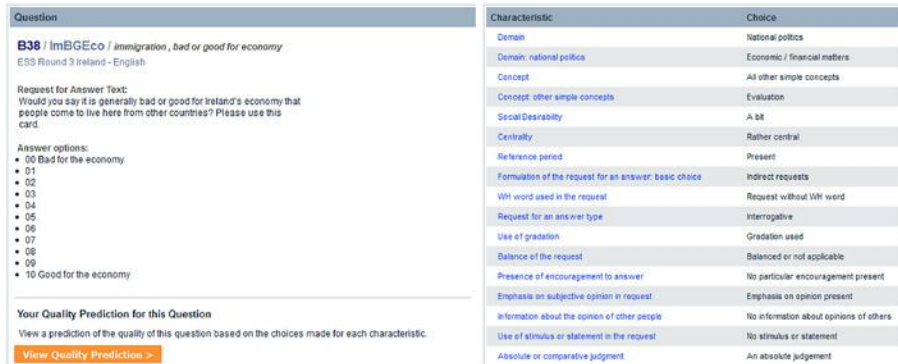 Question
B38 / ImBGEco / immigration , bad or good for economy
ESS Round 3 Ireland - English
Request for Answer Text:
Would you say it is generally bad or good for Ireland's economy that
people come to live here from other countries? Please use this
card.
Answer options:
• 00 Bad for the economy
• 01
• 02
• 03
• 04
• 05
• 06
• 07
• 08
• 09
• 10 Good for the economy
Your Quality Prediction for this Question
View a prediction of the quality of this question based on the choices made for each characteristic.
View Quality Prediction >
Characteristic Choice
Domain National politics
Domain: national politics Economic / financial matters
Concept All other simple concepts
Concept: other simple concepts Evaluation
Social Desirability A bit
Centrality Rather central
Reference period Present
Formulation of the request for an answer: basic choice Indirect requests
WH word used in the request Request without WH word
Request for an answer type Interrogative
Use of gradation Gradation used
Balance of the request Balanced or not applicable
Presence of encouragement to answer No particular encouragement present
Emphasis on subjective opinion in request Emphasis on opinion present
Information about the opinion of other people No information about opinions of others
Use of stimulus or statement in the request No stimulus or statement
Absolute or comparative judgment An absolute judgement